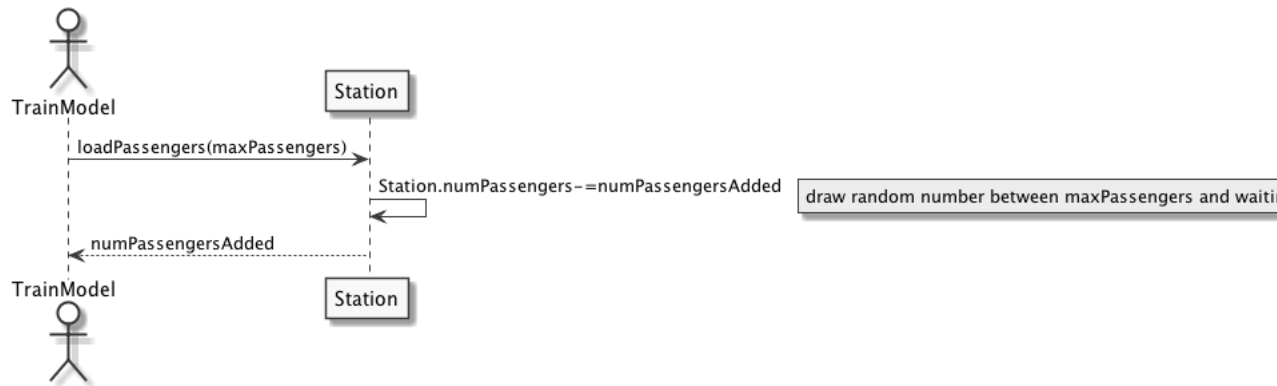 TrainModel
Station
loadPassengers(maxPassengers)
Station.numPassengers-=numPassengersAdded
draw random number between maxPassengers and
numPassengersAdded
TrainModel
Station